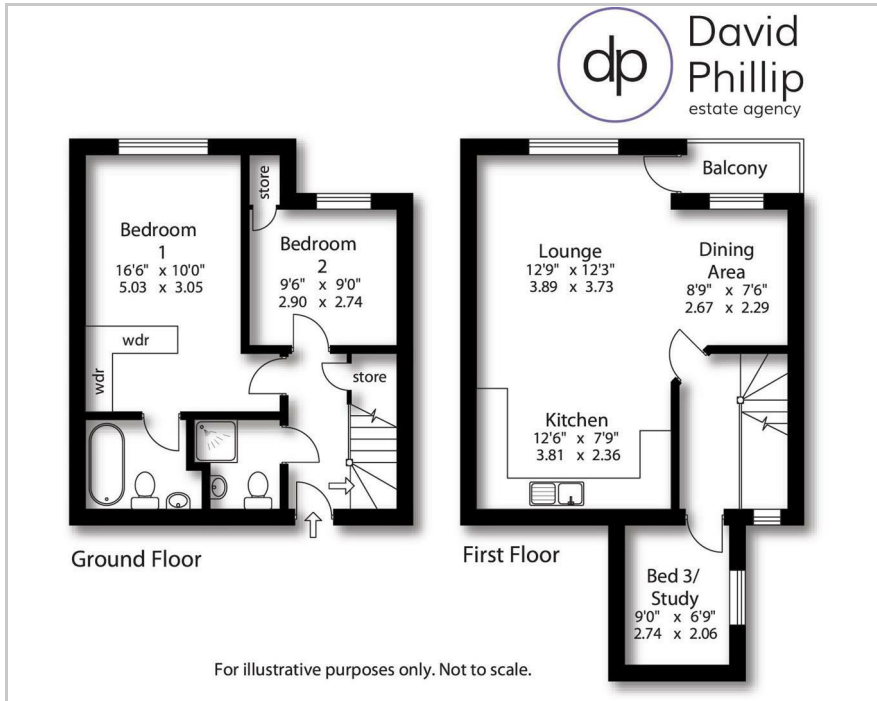 dp
David
Phillip
estate agency
store
Bedroom
1
16'6" x 10'0"
5.03 x 3.05
Bedroom
2
9'6" x 9'0"
2.90 x 2.74
wdr
wdr
store
Ground Floor
Balcony
Lounge
12'9" x 12'3"
3.89 x 3.73
Dining
Area
8'9" x 7'6"
2.67 x 2.29
Kitchen
12'6" x 7'9"
3.81 x 2.36
First Floor
Bed 3/
Study
9'0" x 6'9"
2.74 x 2.06
For illustrative purposes only. Not to scale.